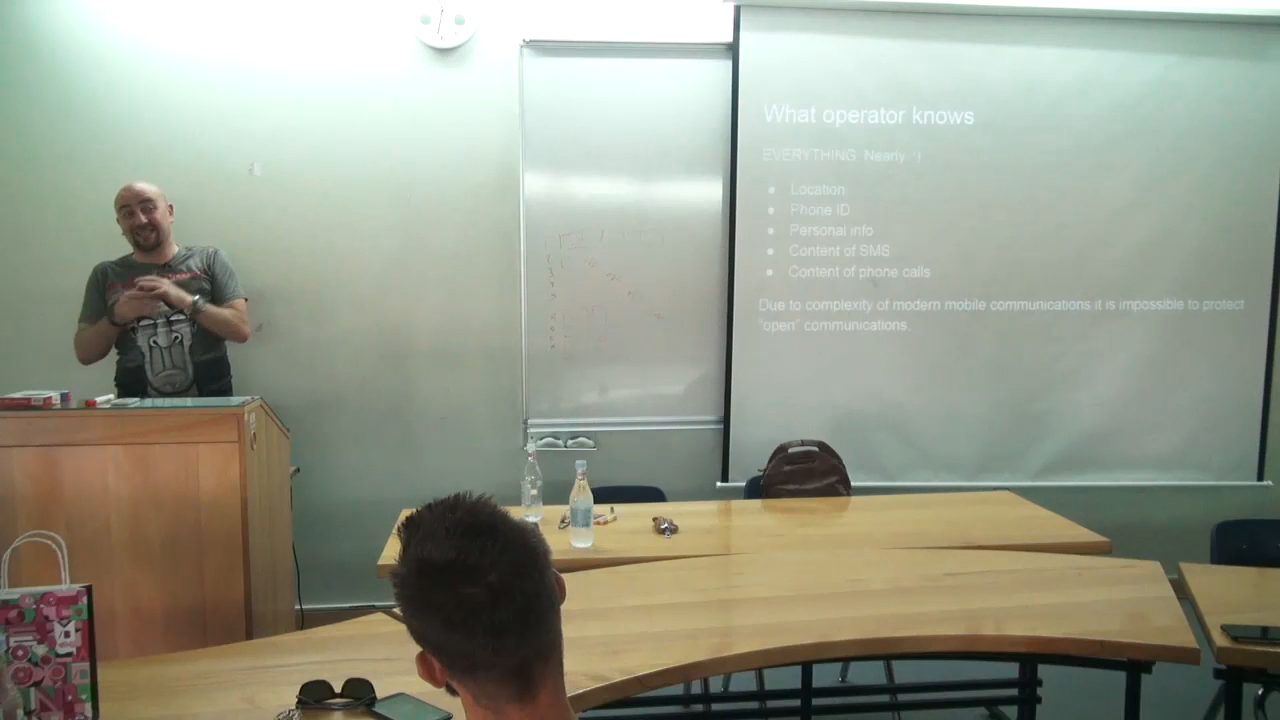 What operator knows
EVERYTHING. Nearly :)
● Location
● Phone ID
● Personal info
● Content of SMS
● Content of phone calls
Due to complexity of modern mobile communications it is impossible to protect
"open" communications.